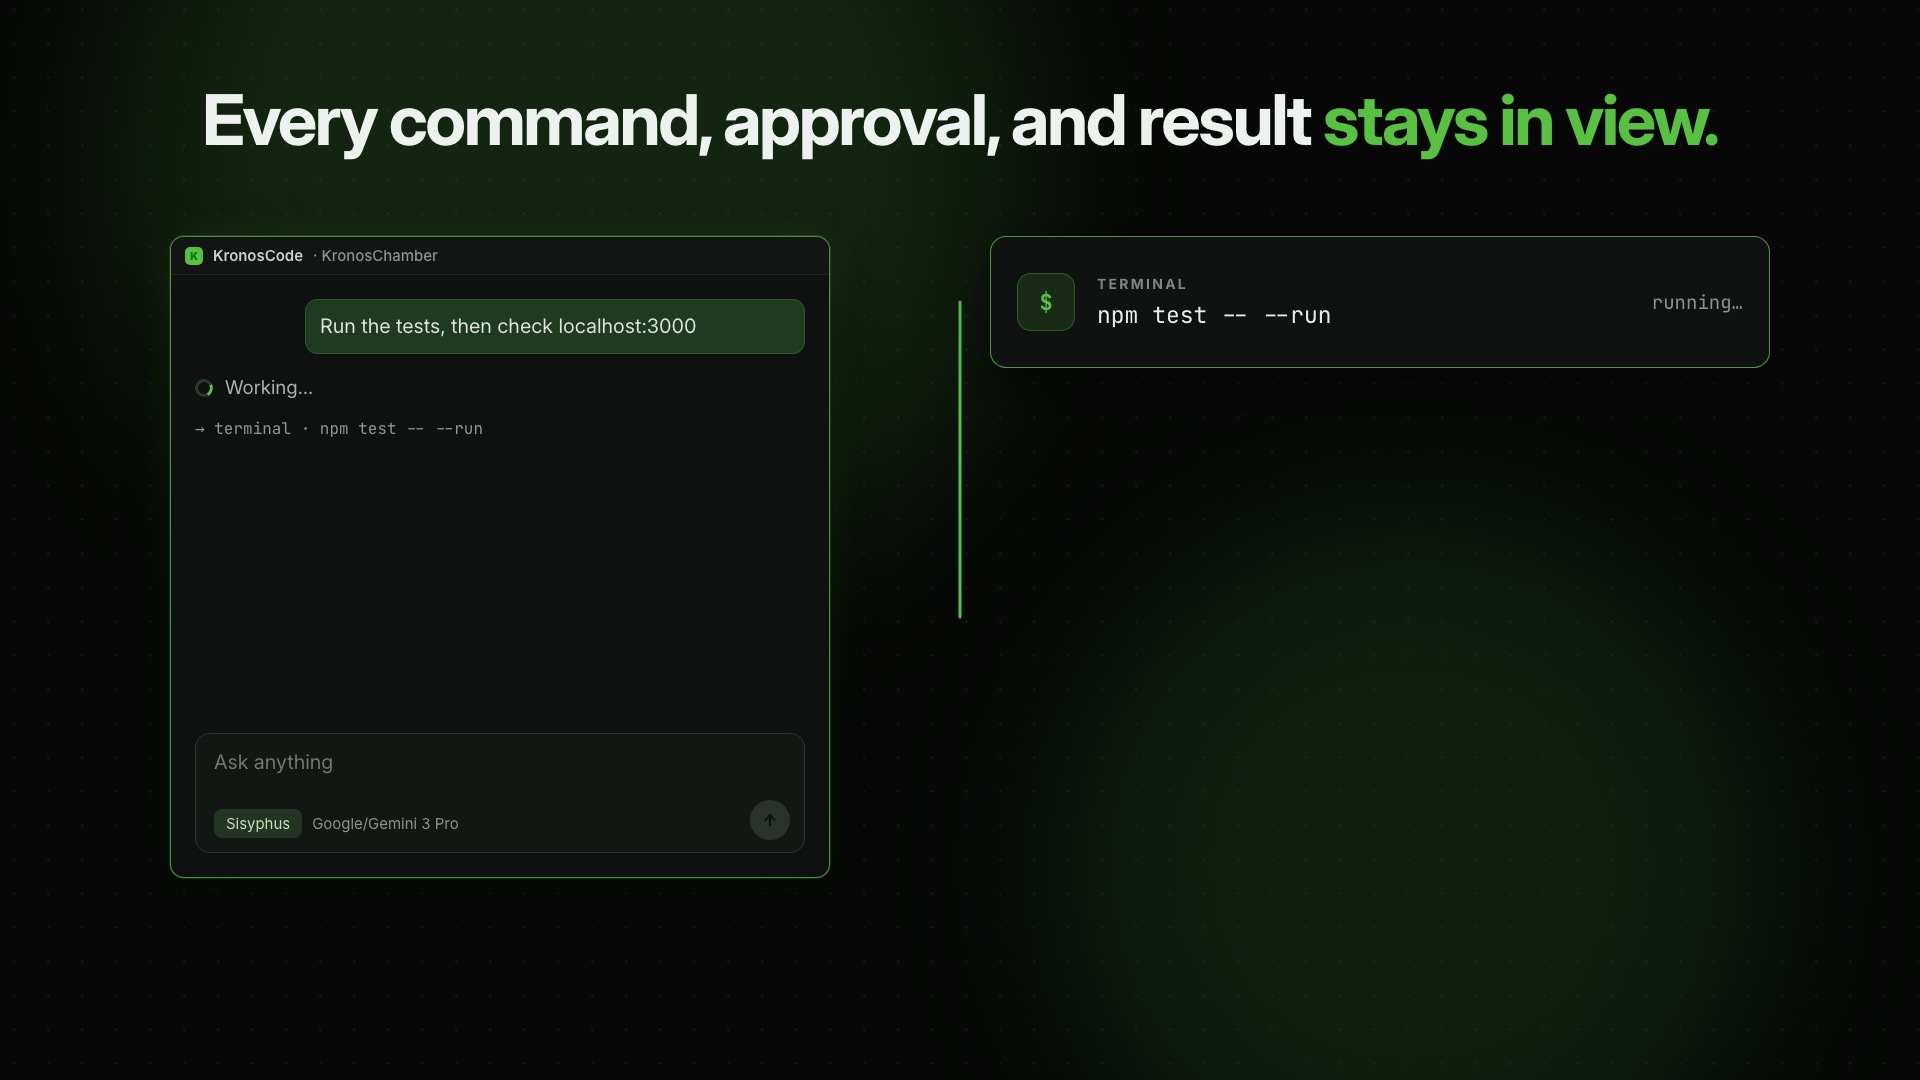 Every command, approval, and result stays in view.
K KronosCode · KronosChamber
Run the tests, then check localhost:3000
Working...
→ terminal · npm test -- --run
Ask anything
Sisyphus Google/Gemini 3 Pro
$
TERMINAL
npm test -- --run
running…